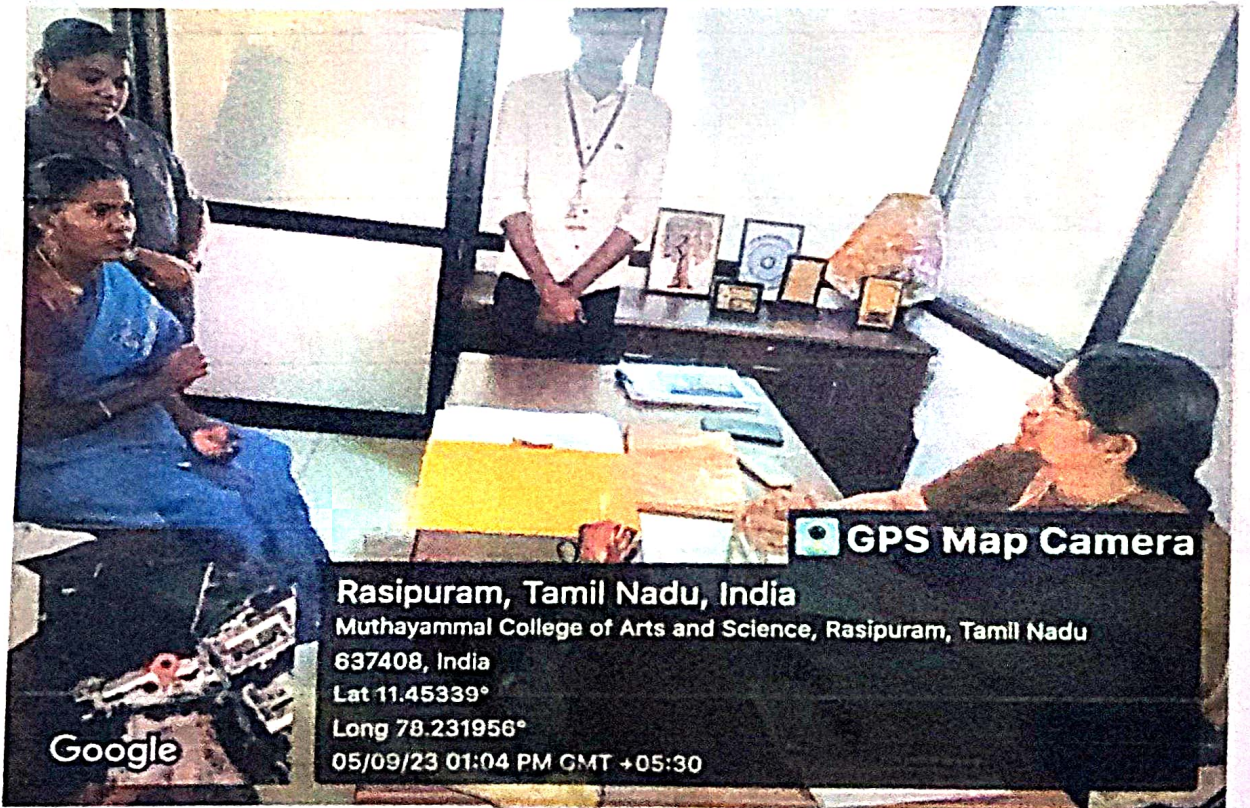 GPS Map Camera
Rasipuram, Tamil Nadu, India
Muthayammal College of Arts and Science, Rasipuram, Tamil Nadu
637408, India
Lat 11.45339°
Long 78.231956°
05/09/23 01:04 PM GMT +05:30
Google